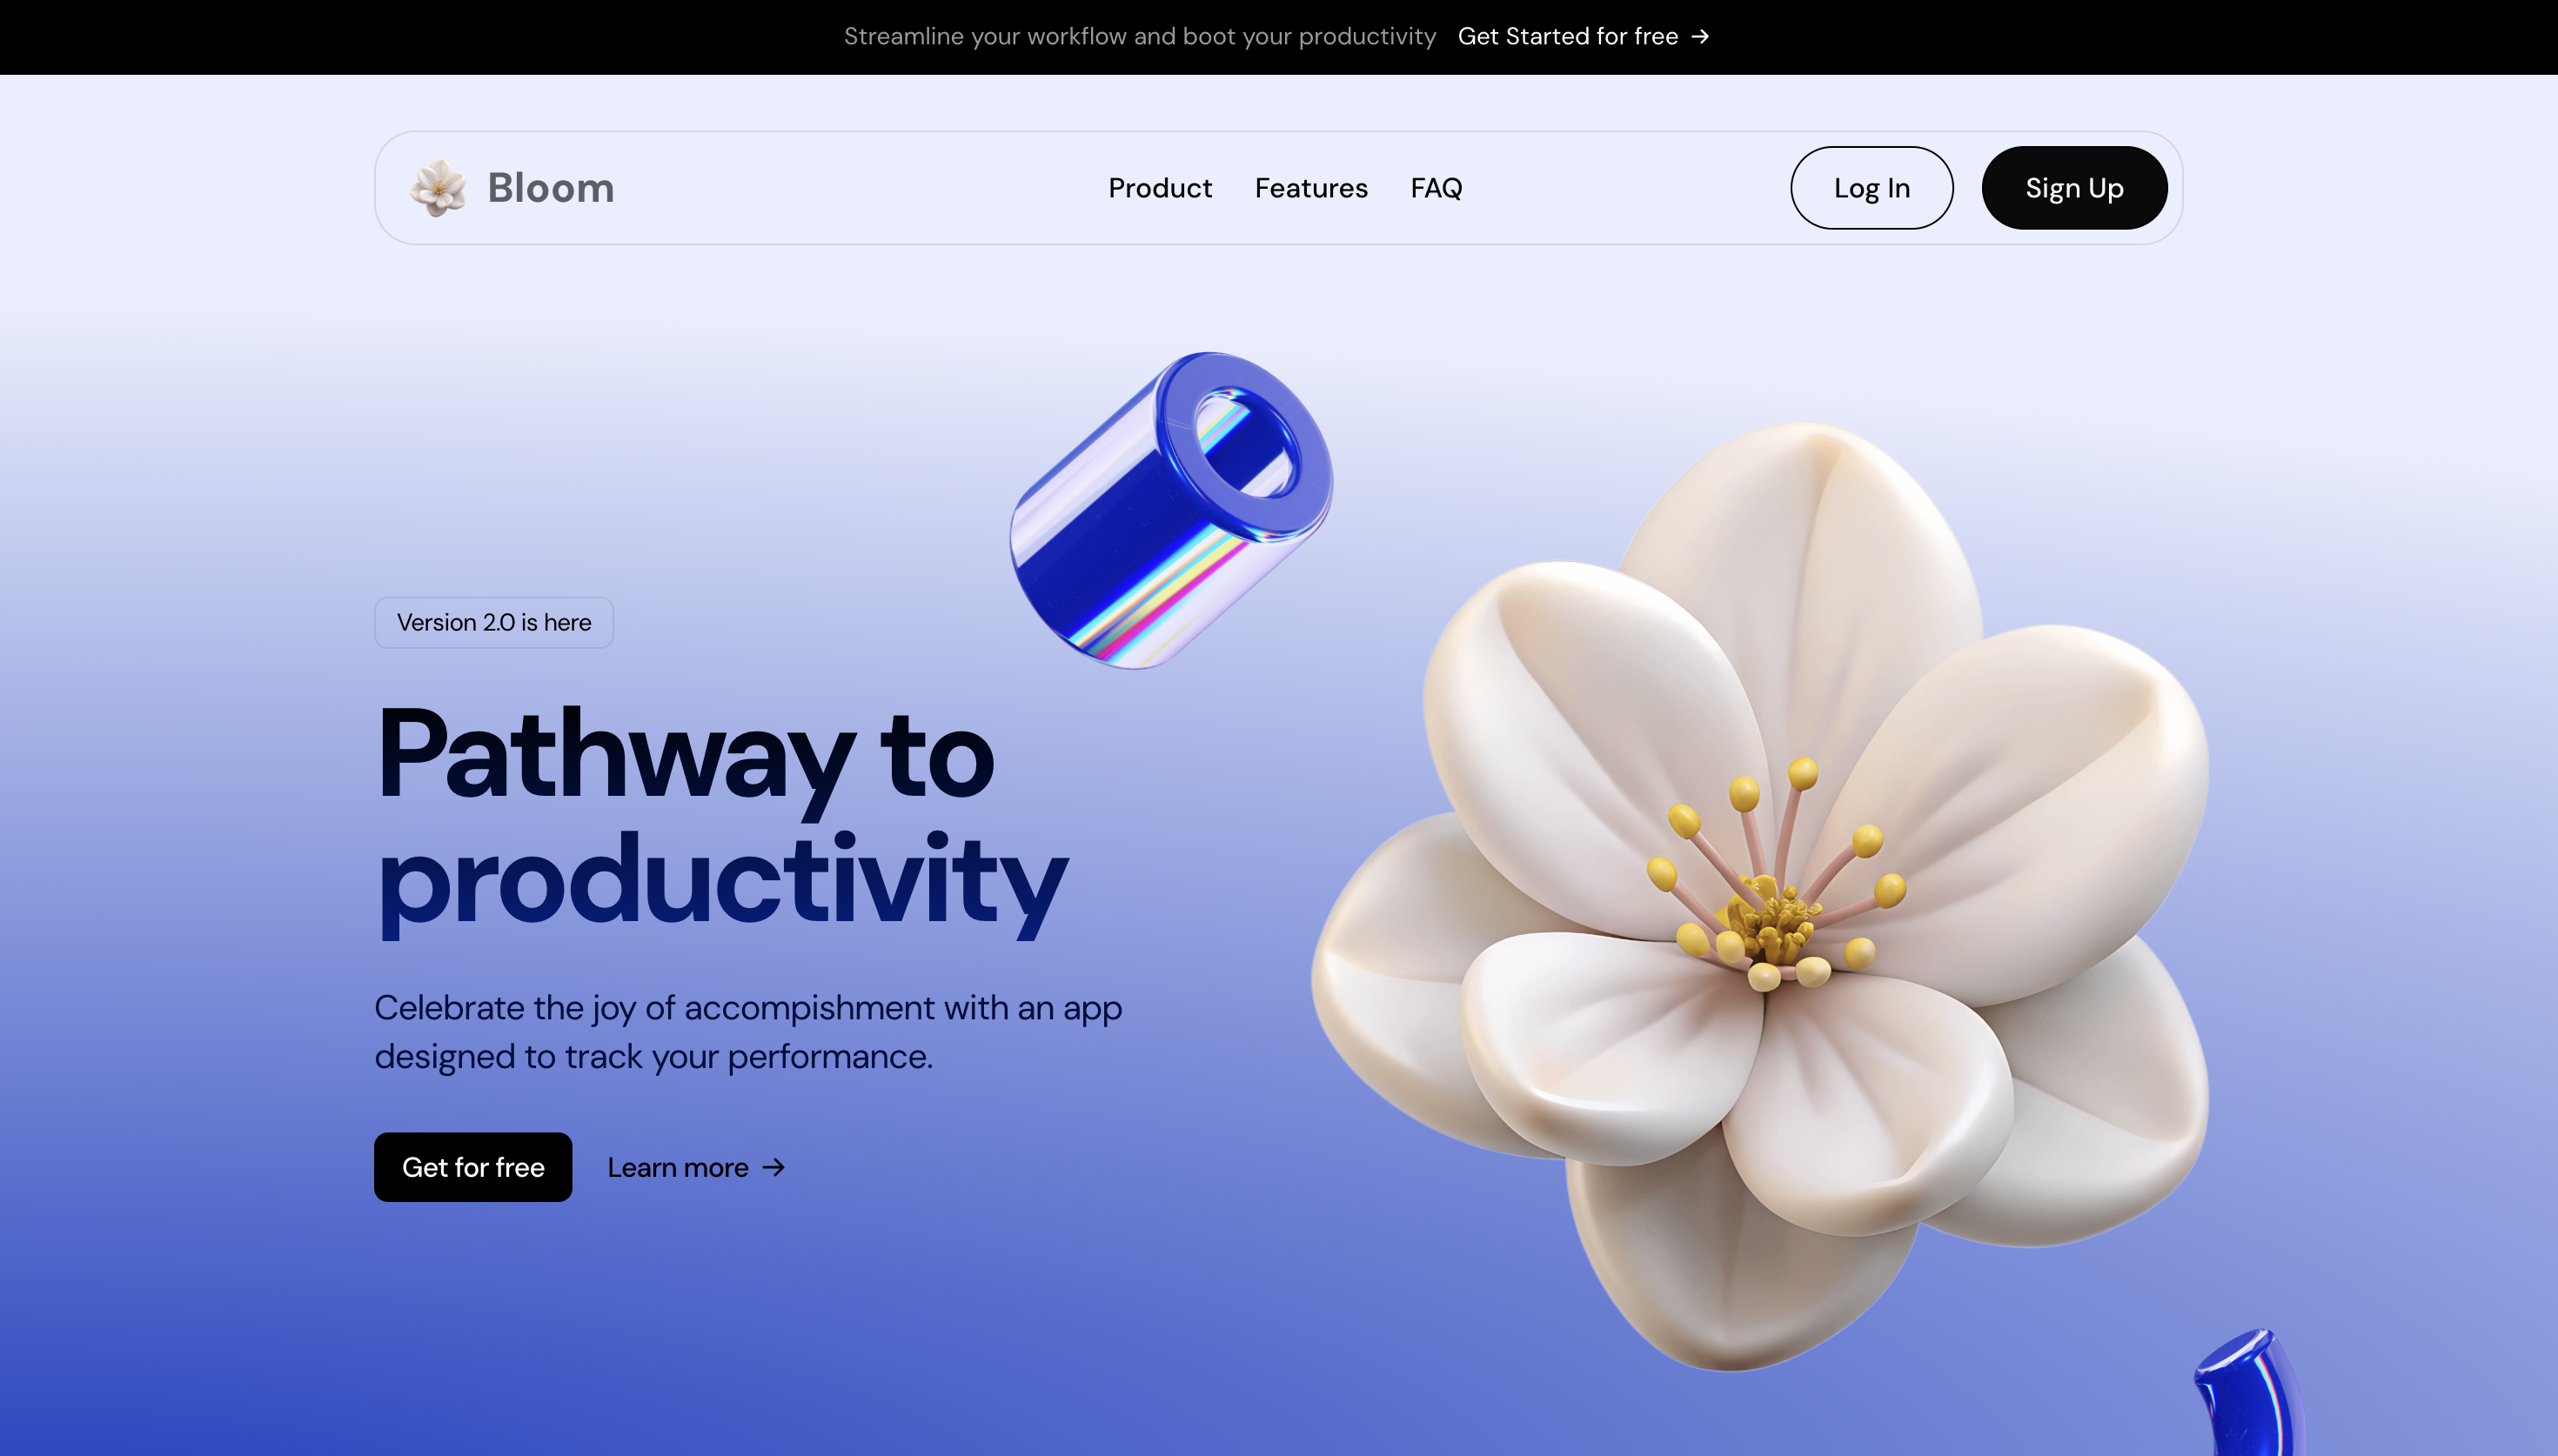 Streamline your workflow and boot your productivity Get Started for free →
Bloom Product Features FAQ Log In Sign Up
Version 2.0 is here
Pathway to
productivity
Celebrate the joy of accompishment with an app
designed to track your performance.
Get for free Learn more →